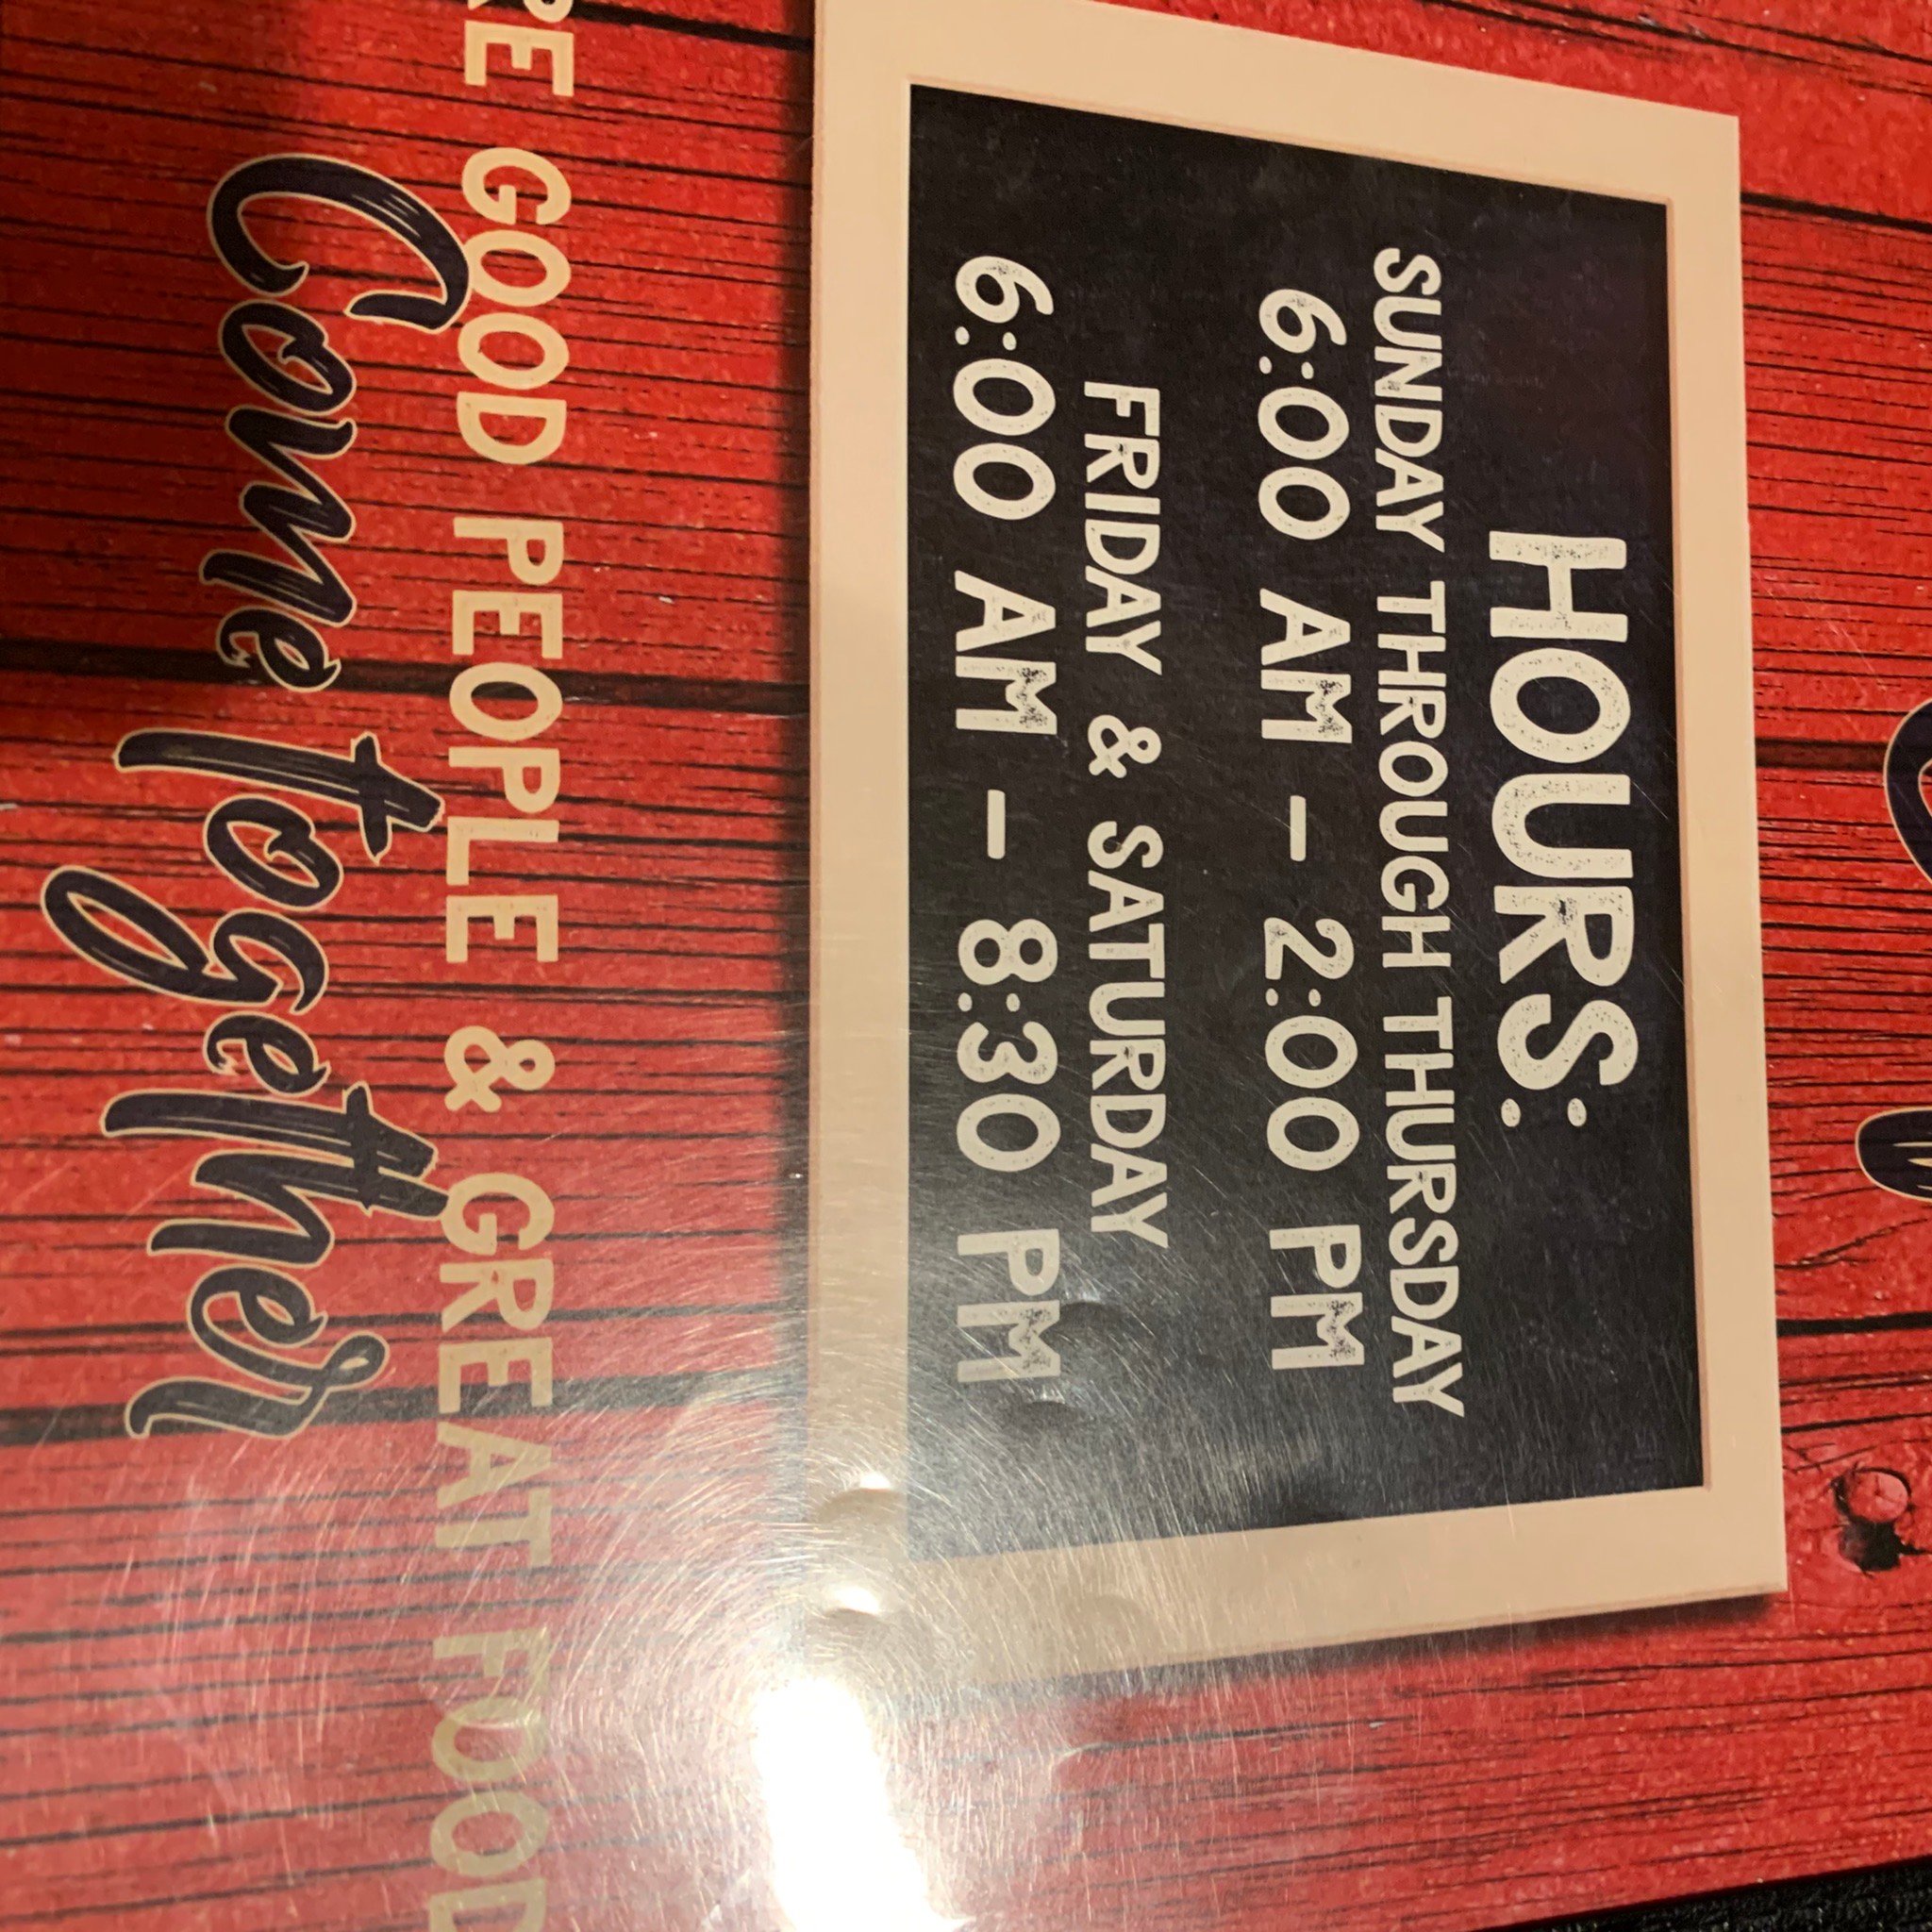 HOURS:
SUNDAY THROUGH THURSDAY
6:00 AM - 2:00 PM
FRIDAY & SATURDAY
6:00 AM - 8:30 PM
GOOD PEOPLE & GREAT FOOD
Come together